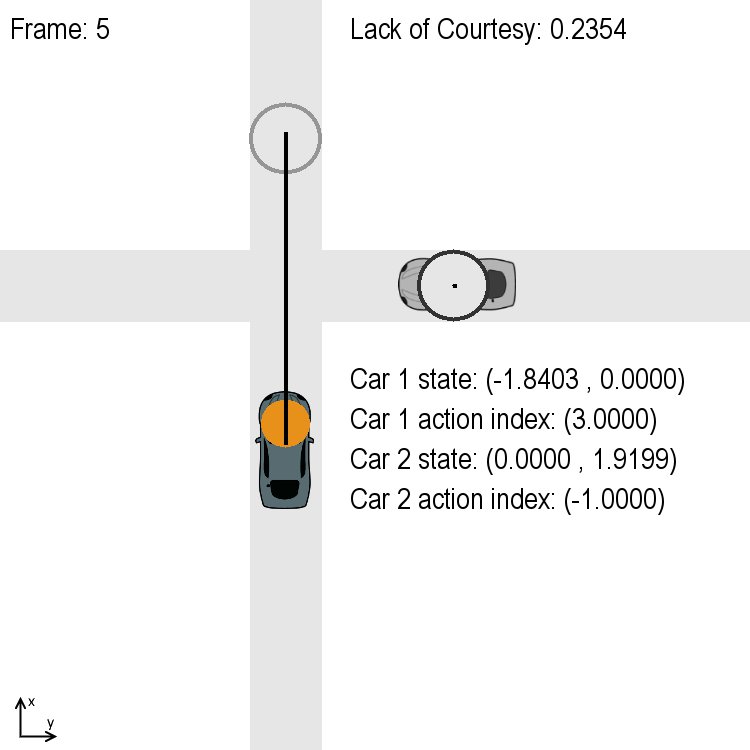 Frame: 5
Lack of Courtesy: 0.2354
Car 1 state: (-1.8403 , 0.0000)
Car 1 action index: (3.0000)
Car 2 state: (0.0000 , 1.9199)
Car 2 action index: (-1.0000)
x
y